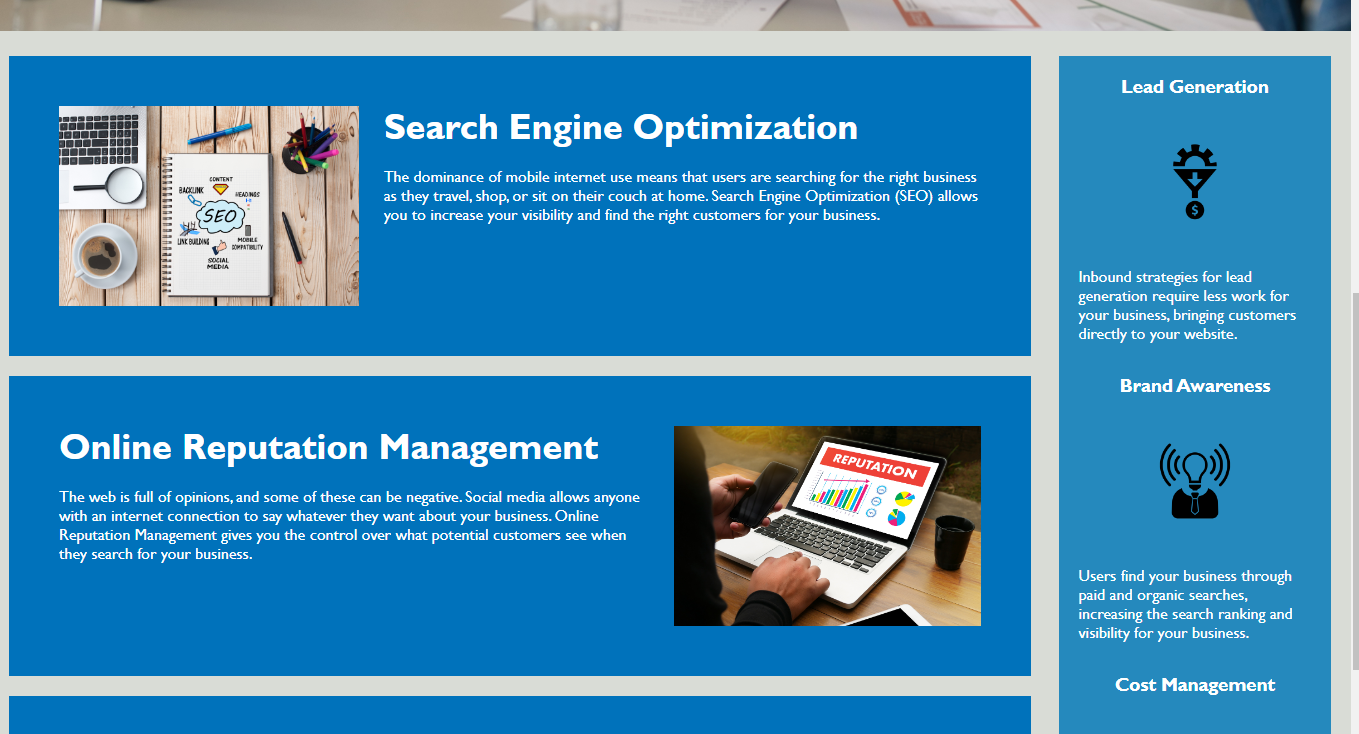 Search Engine Optimization
The dominance of mobile internet use means that users are searching for the right business
as they travel, shop, or sit on their couch at home. Search Engine Optimization (SEO) allows
you to increase your visibility and find the right customers for your business.
CONTENT
BACKLINK
HEADINGS
SEO
LINK BUILDING
MOBILE
COMPATIBILITY
SOCIAL
MEDIA
Online Reputation Management
The web is full of opinions, and some of these can be negative. Social media allows anyone
with an internet connection to say whatever they want about your business. Online
Reputation Management gives you the control over what potential customers see when
they search for your business.
REPUTATION
Lead Generation
$
Inbound strategies for lead
generation require less work for
your business, bringing customers
directly to your website.
Brand Awareness
Users find your business through
paid and organic searches,
increasing the search ranking and
visibility for your business.
Cost Management